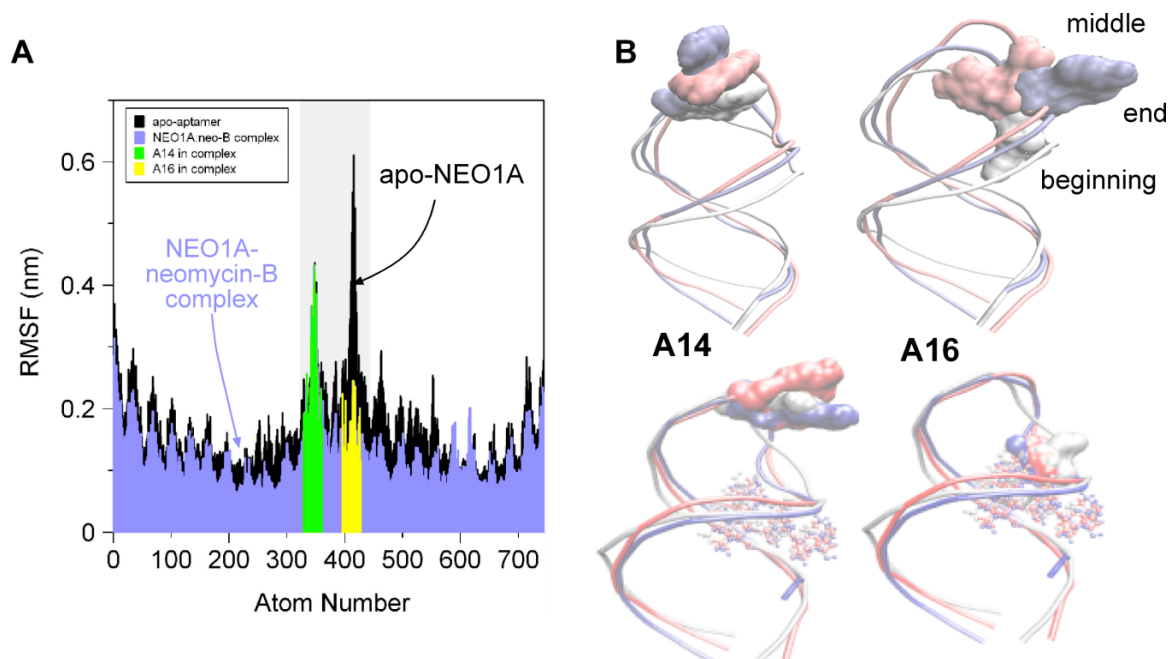 A
RMSF (nm)
0.6
0.4
0.2
0
apo-aptamer
NEO1A:neo-B complex
A14 in complex
A16 in complex
apo-NEO1A
NEO1A-
neomycin-B
complex
0 100 200 300 400 500 600 700
Atom Number
B
middle
end
beginning
A14 A16